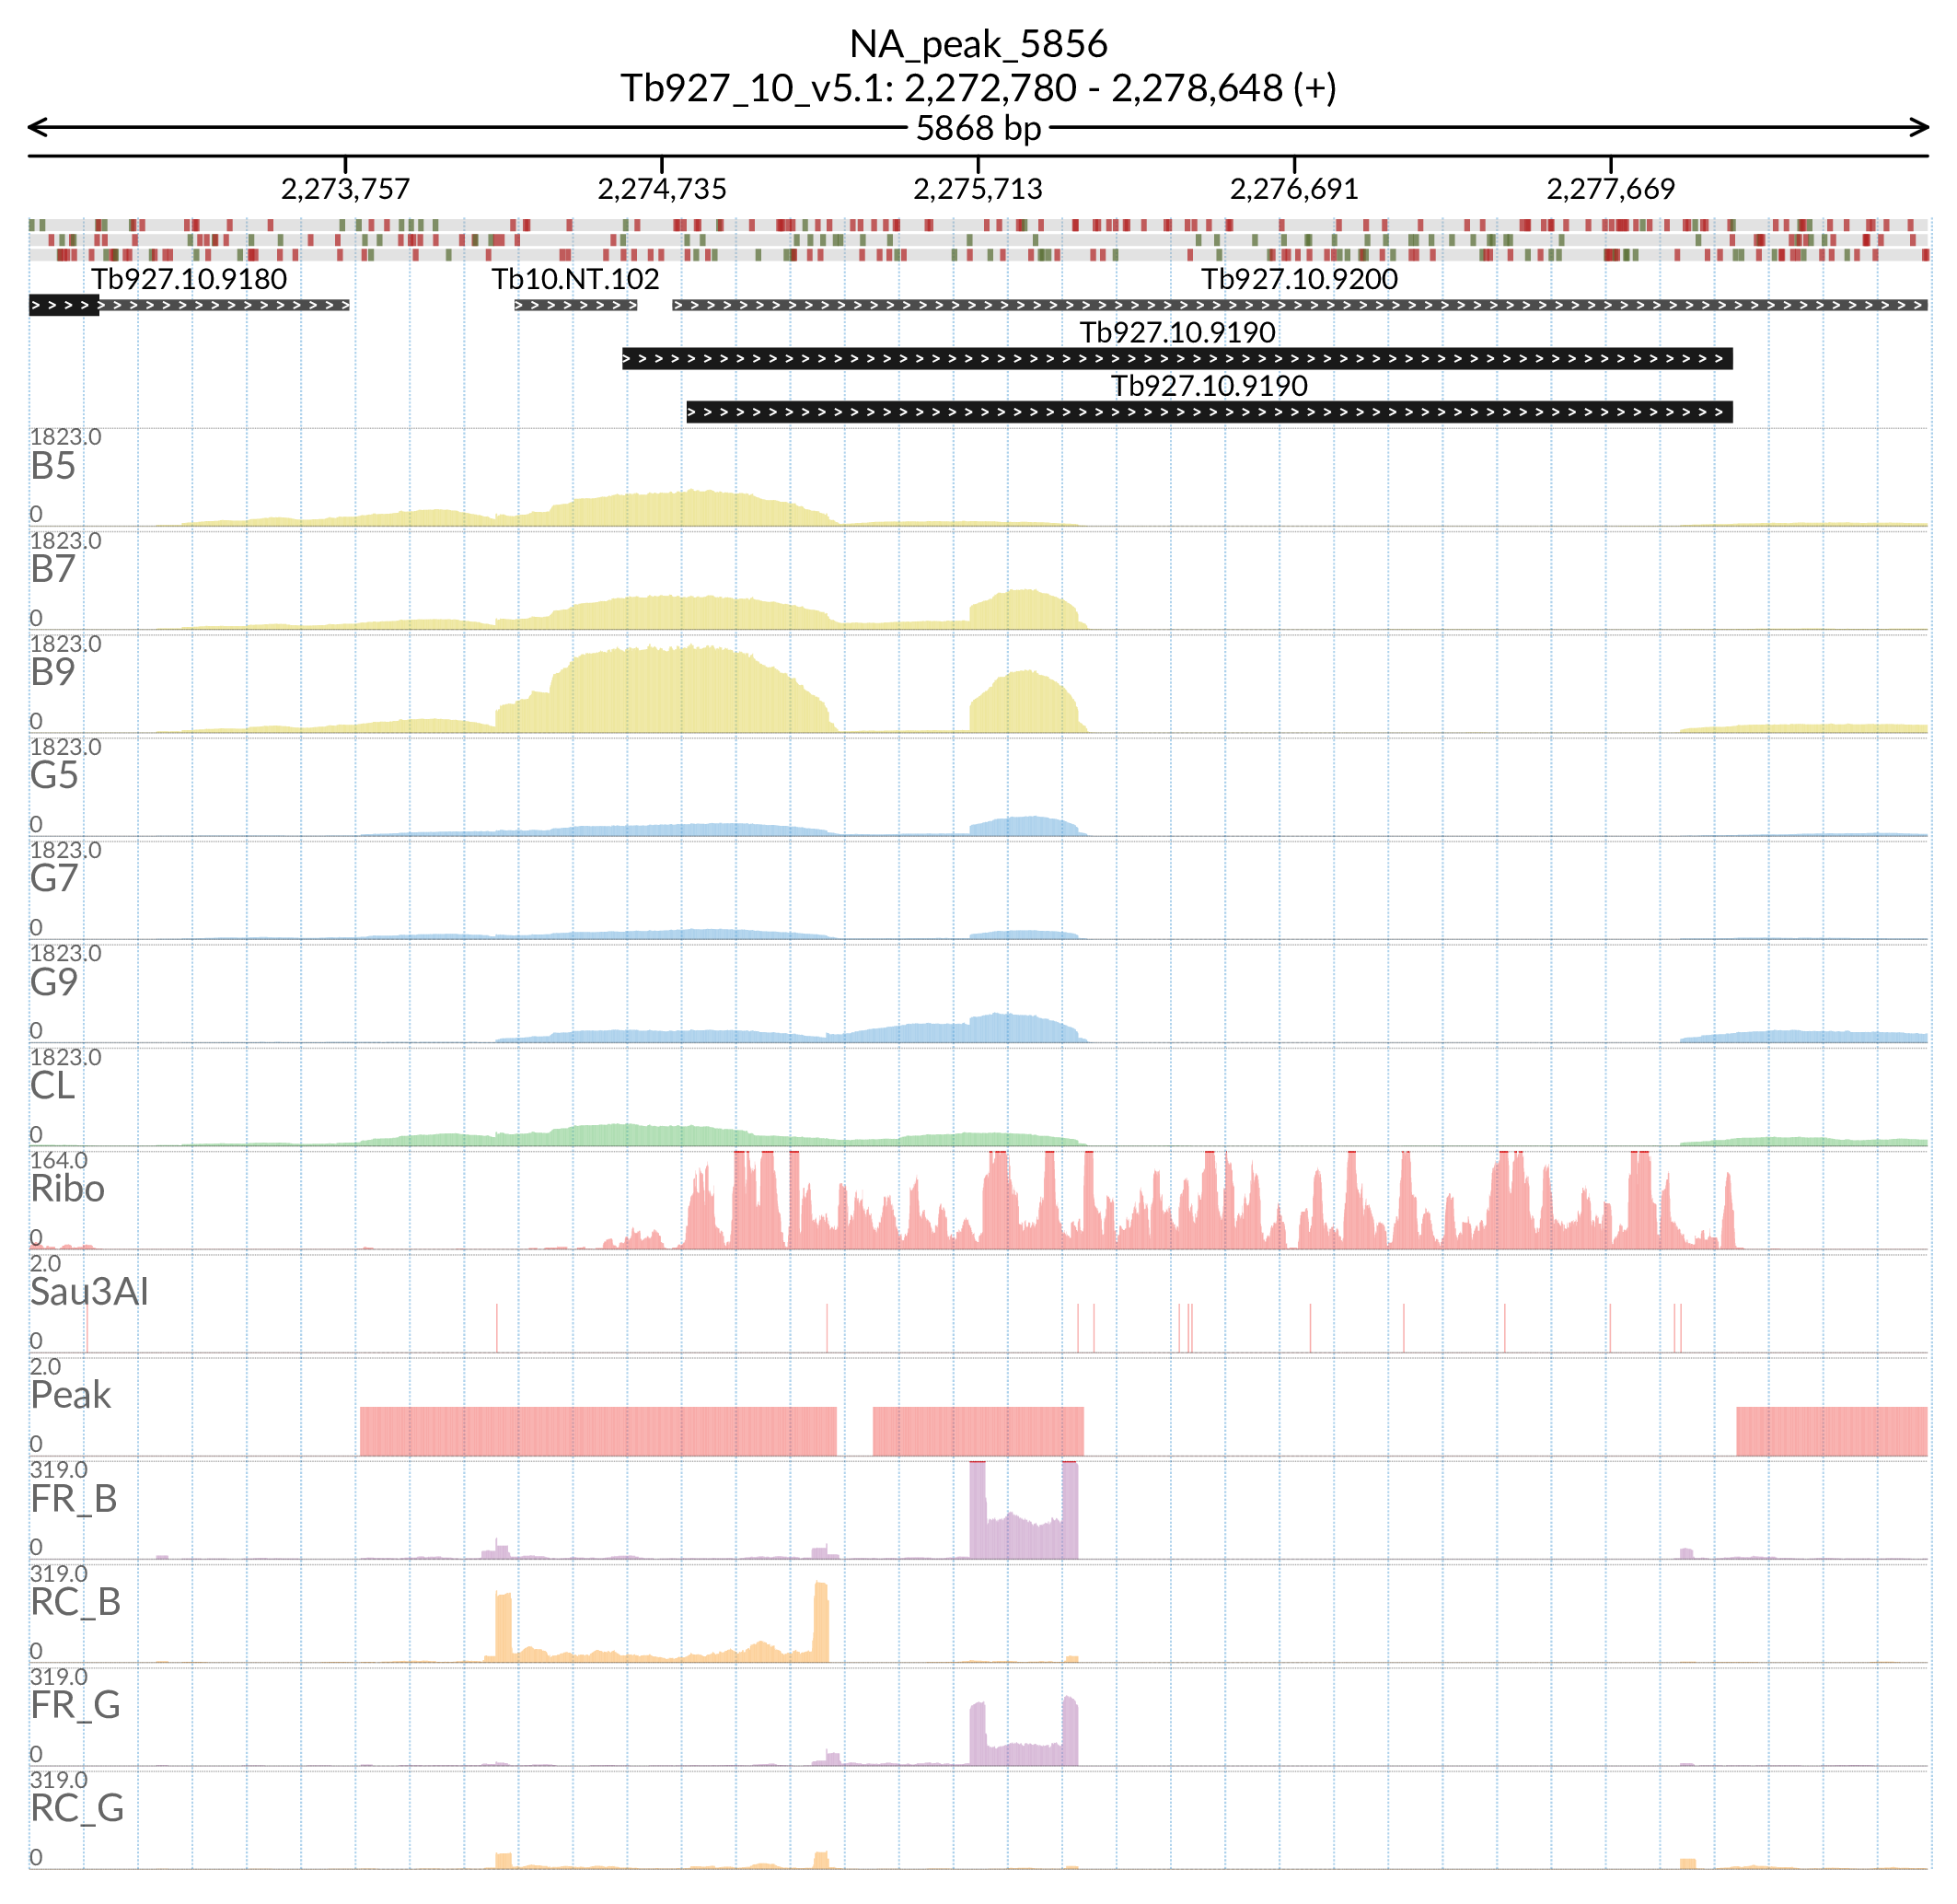 NA_peak_5856
Tb927_10_v5.1: 2,272,780 - 2,278,648 (+)
5868 bp
2,273,757 2,274,735 2,275,713 2,276,691 2,277,669
Tb927.10.9180 Tb10.NT.102 Tb927.10.9200
Tb927.10.9190
Tb927.10.9190
1823.0
B5
0
1823.0
B7
0
1823.0
B9
0
1823.0
G5
0
1823.0
G7
0
1823.0
G9
0
1823.0
CL
0
164.0
Ribo
0
2.0
Sau3AI
0
2.0
Peak
0
319.0
FR_B
0
319.0
RC_B
0
319.0
FR_G
0
319.0
RC_G
0